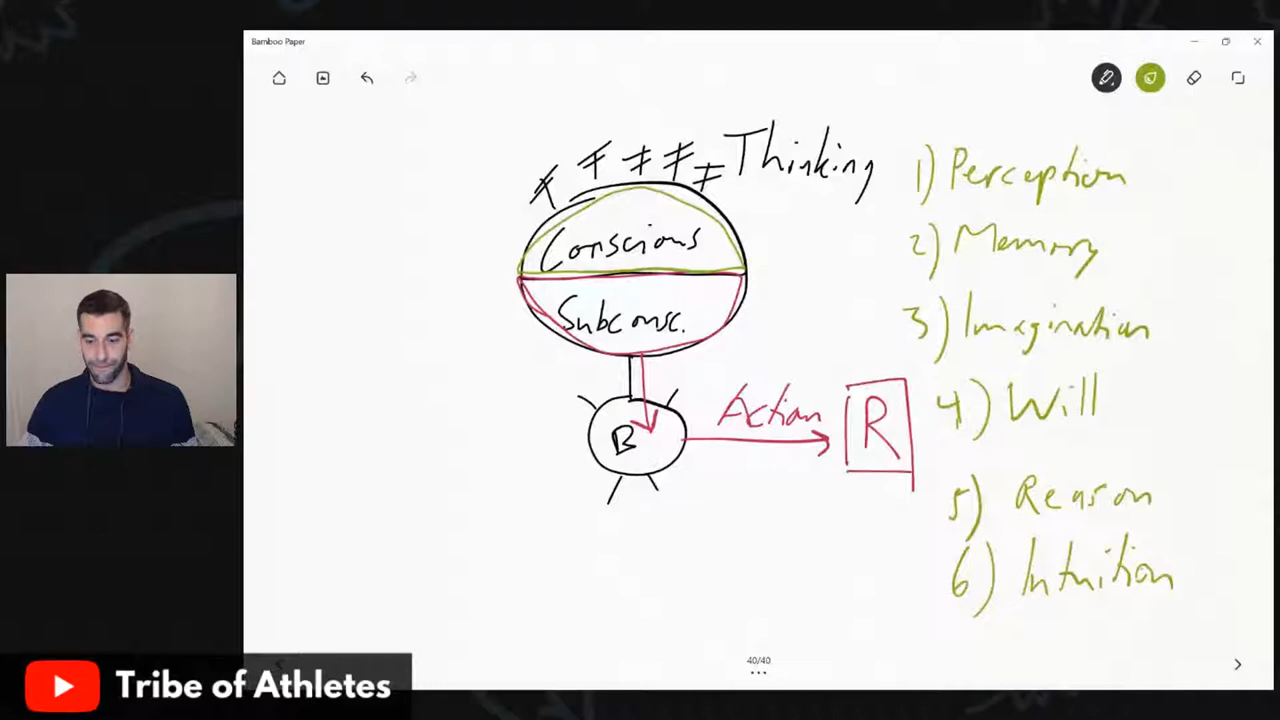 Bamboo Paper
Thinking
Conscious
Subconsc.
B
Action
R
1) Perception
2) Memory
3) Imagination
4) Will
5) Reason
6) Intuition
40/40
Tribe of Athletes